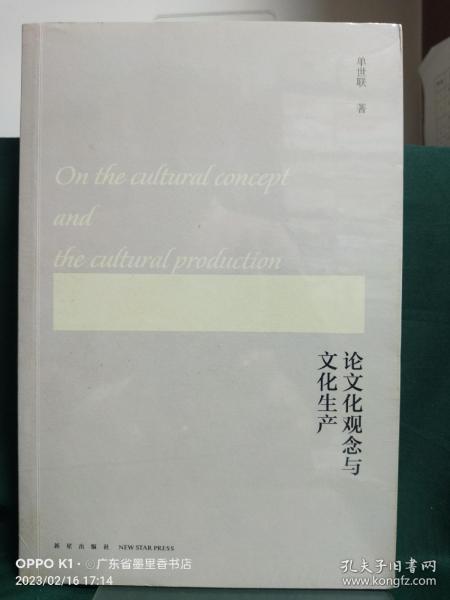 单世联 著
On the cultural concept
and
the cultural production
论文化观念与
文化生产
新星出版社 NEW STAR PRESS
OPPO K1 · ©广东省墨里香书店
2023/02/16 17:14
孔夫子旧书网
www.kongfz.com